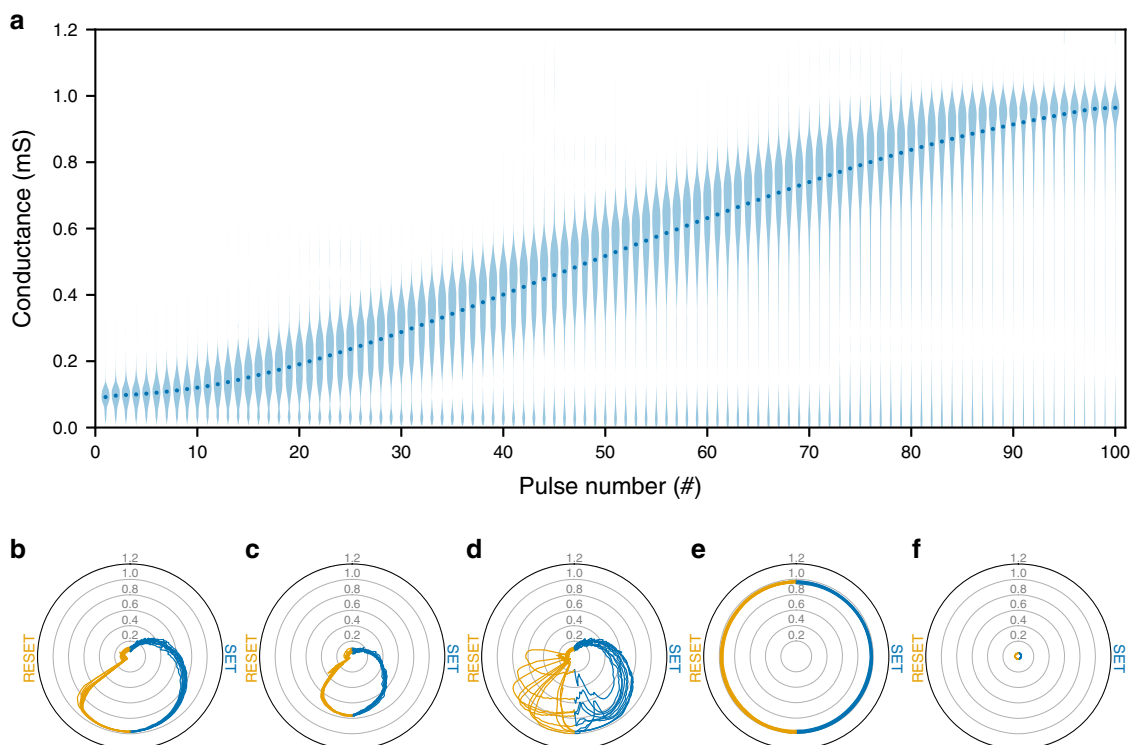 a
1.2
1.0
0.8
0.6
0.4
0.2
0.0
Conductance (mS)
0 10 20 30 40 50 60 70 80 90 100
Pulse number (#)
b c d e f
1.2 1.2 1.2 1.2 1.2
1.0 1.0 1.0 1.0 1.0
0.8 0.8 0.8 0.8 0.8
0.6 0.6 0.6 0.6 0.6
0.4 0.4 0.4 0.4 0.4
0.2 0.2 0.2 0.2 0.2
RESET SET RESET SET RESET SET RESET SET RESET SET